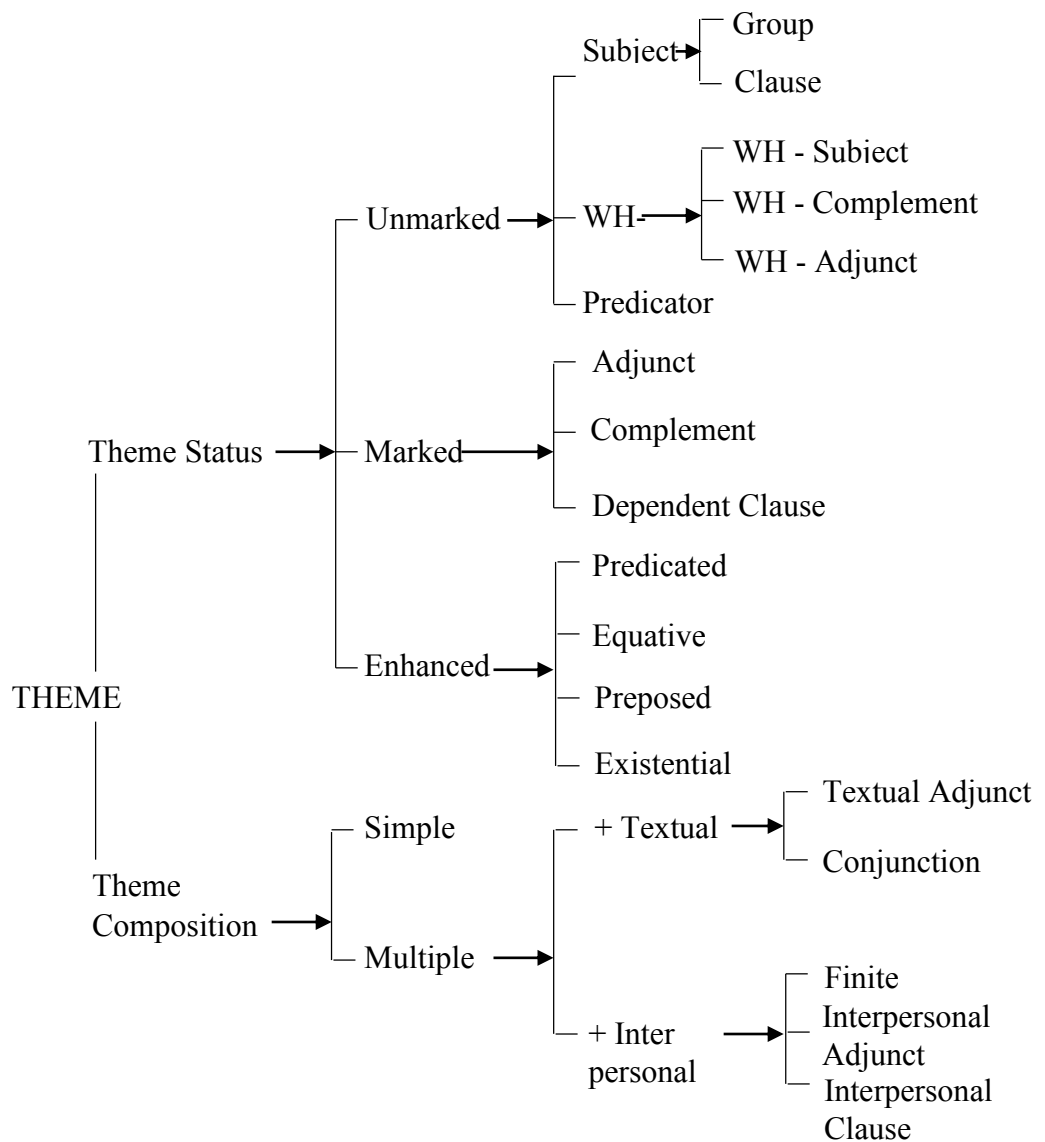 Group
Subject
Clause
WH - Subject
WH - Complement
Unmarked
WH-
WH - Adjunct
Predicator
Adjunct
Complement
Theme Status
Marked
Dependent Clause
Predicated
Equative
Enhanced
THEME
Preposed
Existential
Textual Adjunct
Simple
+ Textual
Conjunction
Theme
Composition
Multiple
Finite
+ Inter
personal
Interpersonal
Adjunct
Interpersonal
Clause